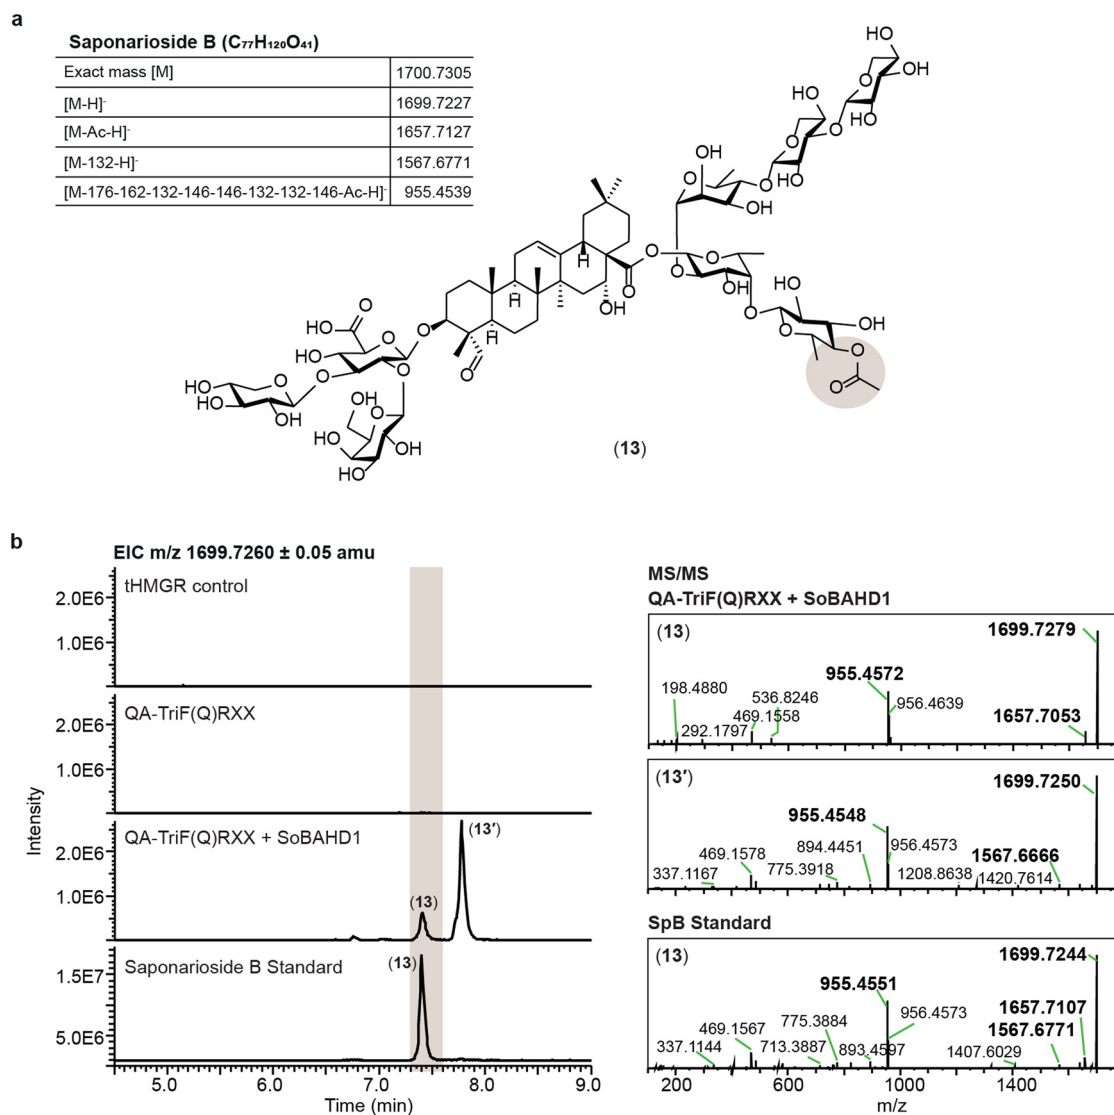 a
Saponarioside B (C₇₇H₁₂₀O₄₁)
Exact mass [M] 1700.7305
[M-H]⁻ 1699.7227
[M-Ac-H]⁻ 1657.7127
[M-132-H]⁻ 1567.6771
[M-176-162-132-146-146-132-132-146-Ac-H]⁻ 955.4539
HO
O
OH
HO
O
HO
OH
O
O
HO
O
OH
O
OH
H
O
O
O
OH
O
HO
O
OH
H
OH
O
O
OH
H
O
O
HO
O
O
HO
O
O
O
HO
O
O
O
HO
OH
OH
O
HO
OH
HO
(13)
b
EIC m/z 1699.7260 ± 0.05 amu
tHMGR control
2.0E6
1.0E6
QA-TriF(Q)RXX
2.0E6
1.0E6
Intensity
QA-TriF(Q)RXX + SoBAHD1
(13′)
2.0E6
1.0E6
(13)
Saponarioside B Standard
(13)
1.5E7
5.0E6
5.0 6.0 7.0 8.0 9.0
Time (min)
MS/MS
QA-TriF(Q)RXX + SoBAHD1
(13)
1699.7279
955.4572
198.4880
536.8246
956.4639
469.1558
1657.7053
292.1797
(13′)
1699.7250
955.4548
894.4451
956.4573
469.1578
775.3918
1567.6666
337.1167
1208.8638
1420.7614
SpB Standard
(13)
1699.7244
955.4551
956.4573
1657.7107
775.3884
469.1567
1567.6771
337.1144
713.3887
893.4597
1407.6029
200 600 1000 1400
m/z